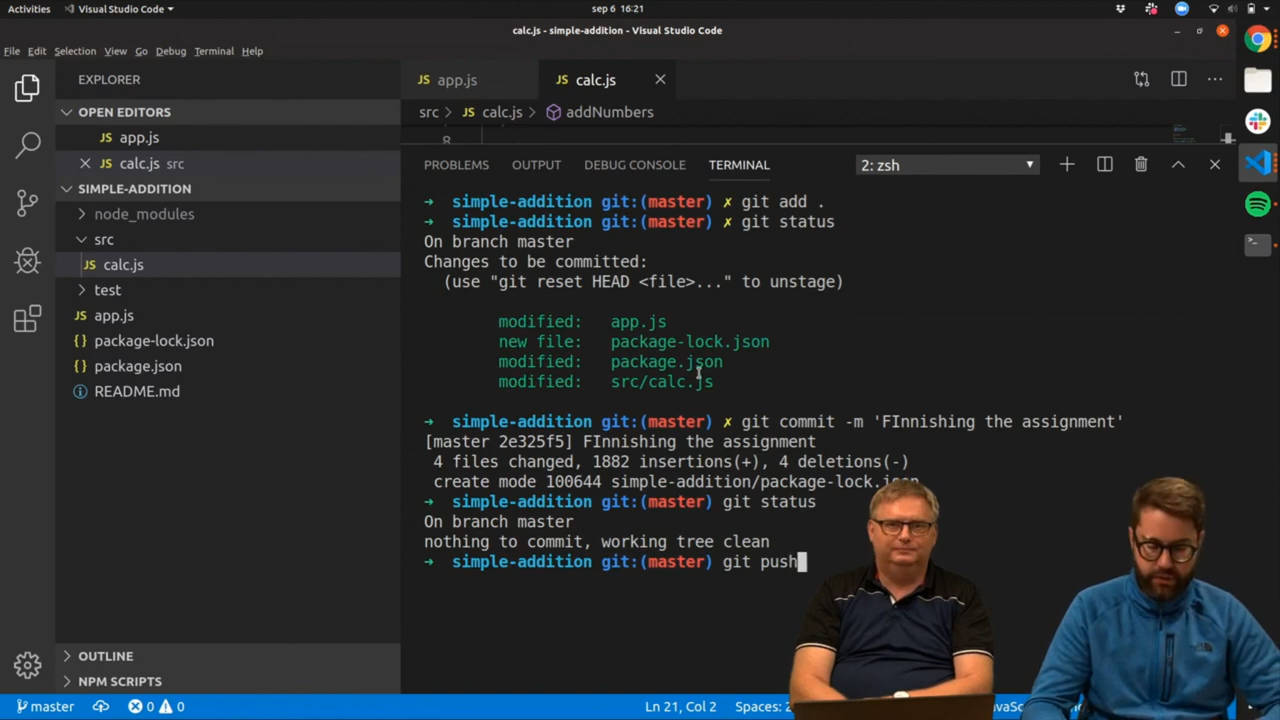 Activities
Visual Studio Code
sep 6 16:21
calc.js - simple-addition - Visual Studio Code
File Edit Selection View Go Debug Terminal Help
EXPLORER
OPEN EDITORS
JS app.js
JS calc.js src
SIMPLE-ADDITION
node_modules
src
JS calc.js
test
JS app.js
{} package-lock.json
{} package.json
README.md
OUTLINE
NPM SCRIPTS
JS app.js
JS calc.js
src > JS calc.js > addNumbers
8
PROBLEMS OUTPUT DEBUG CONSOLE TERMINAL
2: zsh
→ simple-addition git:(master) ✗ git add .
→ simple-addition git:(master) ✗ git status
On branch master
Changes to be committed:
(use "git reset HEAD <file>..." to unstage)
modified: app.js
new file: package-lock.json
modified: package.json
modified: src/calc.js
→ simple-addition git:(master) ✗ git commit -m 'FInnishing the assignment'
[master 2e325f5] FInnishing the assignment
4 files changed, 1882 insertions(+), 4 deletions(-)
create mode 100644 simple-addition/package-lock.json
→ simple-addition git:(master) git status
On branch master
nothing to commit, working tree clean
→ simple-addition git:(master) git push
master
0
0
Ln 21, Col 2
Spaces: 2